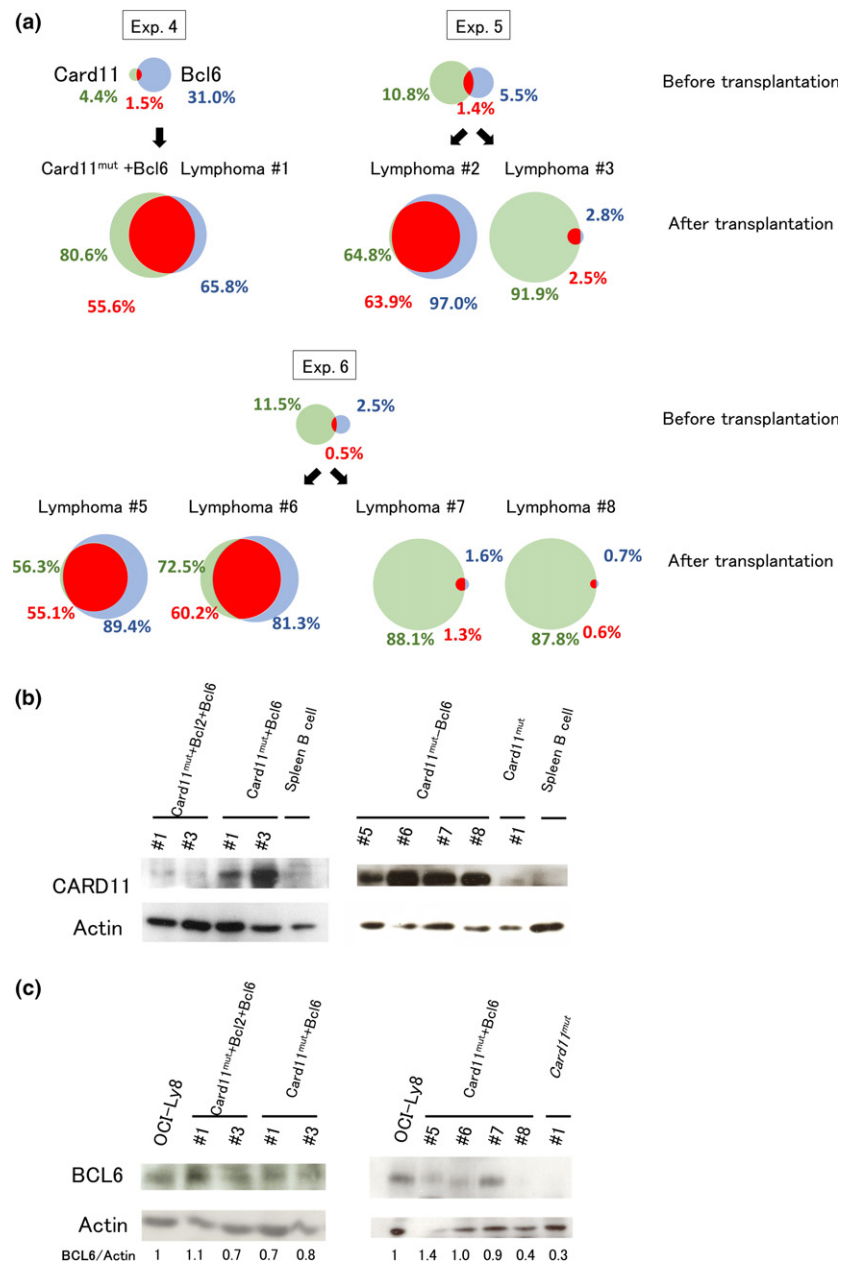 (a)
Exp. 4
Exp. 5
Card11 Bcl6
4.4% 1.5% 31.0%
10.8% 1.4% 5.5%
Before transplantation
Card11mut +Bcl6 Lymphoma #1
Lymphoma #2 Lymphoma #3
80.6% 55.6% 65.8%
64.8% 63.9% 97.0%
2.8% 2.5% 91.9%
After transplantation
Exp. 6
11.5% 2.5%
0.5%
Before transplantation
Lymphoma #5 Lymphoma #6 Lymphoma #7 Lymphoma #8
56.3% 55.1% 89.4%
72.5% 60.2% 81.3%
1.6% 88.1% 1.3%
0.7% 87.8% 0.6%
After transplantation
(b)
Card11mut+Bcl2+Bcl6
Card11mut+Bcl6
Spleen B cell
Card11mut−Bcl6
Card11mut
Spleen B cell
#1 #3 #1 #3
#5 #6 #7 #8 #1
CARD11
Actin
(c)
OCI−Ly8
Card11mut+Bcl2+Bcl6
Card11mut+Bcl6
OCI−Ly8
Card11mut+Bcl6
Card11mut
#1 #3 #1 #3
#5 #6 #7 #8 #1
BCL6
Actin
BCL6/Actin 1 1.1 0.7 0.7 0.8 1 1.4 1.0 0.9 0.4 0.3